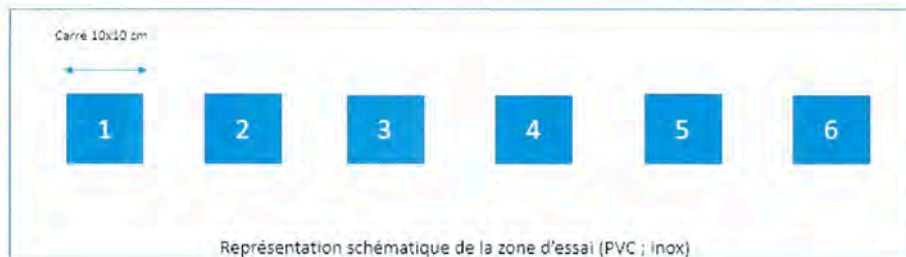 Carré 10x10 cm
1 2 3 4 5 6
Représentation schématique de la zone d'essai (PVC ; inox)